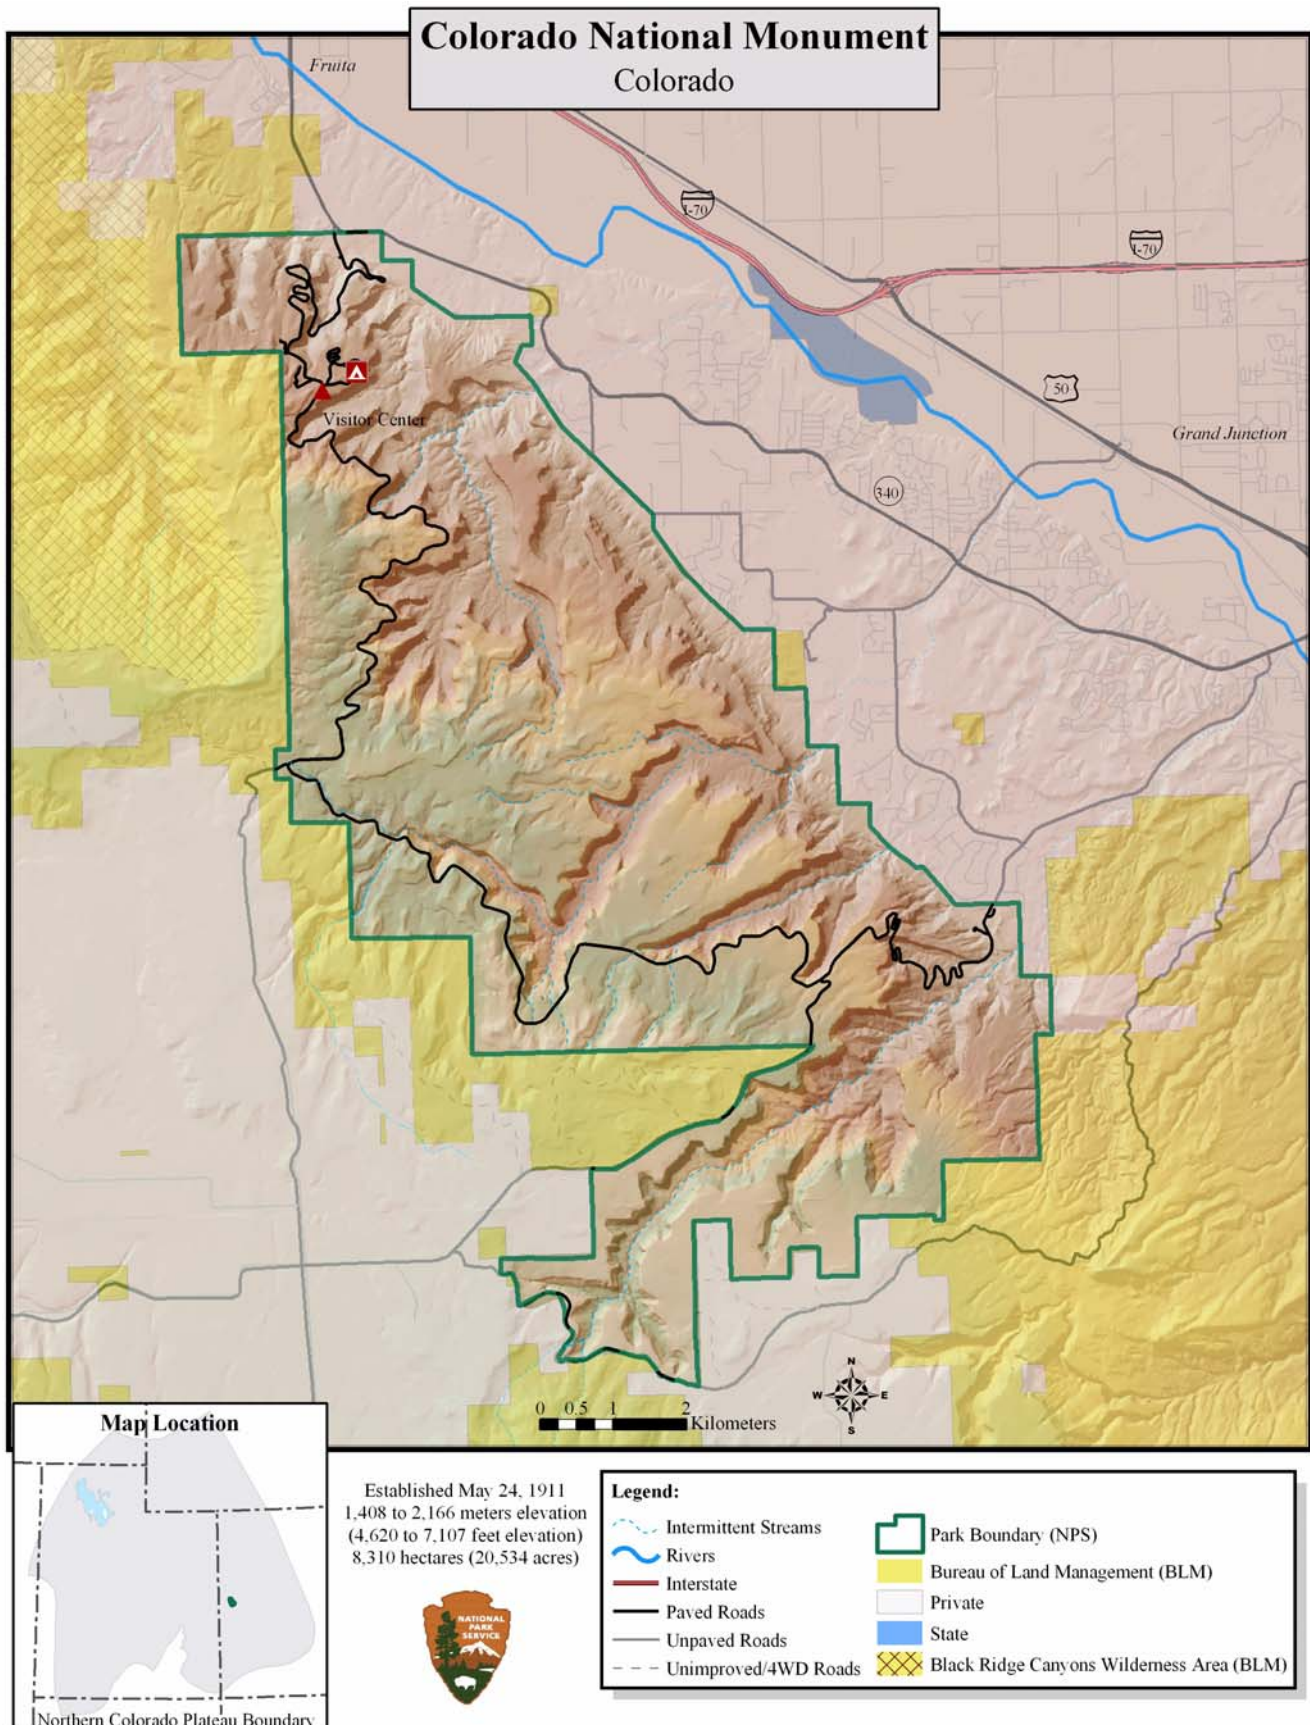 Colorado National Monument
Colorado
Fruita
I-70
I-70
50
Grand Junction
340
Visitor Center
N
W E
S
0 0.5 1 2
Kilometers
Map Location
Northern Colorado Plateau Boundary
Established May 24, 1911
1,408 to 2,166 meters elevation
(4,620 to 7,107 feet elevation)
8,310 hectares (20,534 acres)
NATIONAL
PARK
SERVICE
Legend:
Intermittent Streams
Rivers
Interstate
Paved Roads
Unpaved Roads
Unimproved/4WD Roads
Park Boundary (NPS)
Bureau of Land Management (BLM)
Private
State
Black Ridge Canyons Wilderness Area (BLM)